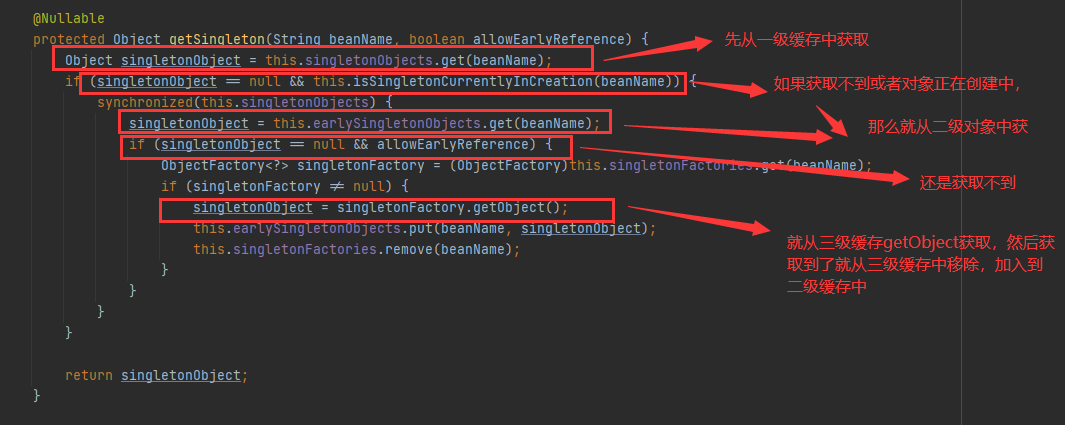 @Nullable
protected Object getSingleton(String beanName, boolean allowEarlyReference) {
先从一级缓存中获取
Object singletonObject = this.singletonObjects.get(beanName);
if (singletonObject == null && this.isSingletonCurrentlyInCreation(beanName)) {
如果获取不到或者对象正在创建中，
synchronized(this.singletonObjects) {
singletonObject = this.earlySingletonObjects.get(beanName);
那么就从二级对象中获
if (singletonObject == null && allowEarlyReference) {
ObjectFactory<?> singletonFactory = (ObjectFactory)this.singletonFactories.get(beanName);
还是获取不到
if (singletonFactory != null) {
singletonObject = singletonFactory.getObject();
this.earlySingletonObjects.put(beanName, singletonObject);
this.singletonFactories.remove(beanName);
就从三级缓存getObject获取，然后获
取到了就从三级缓存中移除，加入到
二级缓存中
}
}
}
}
return singletonObject;
}